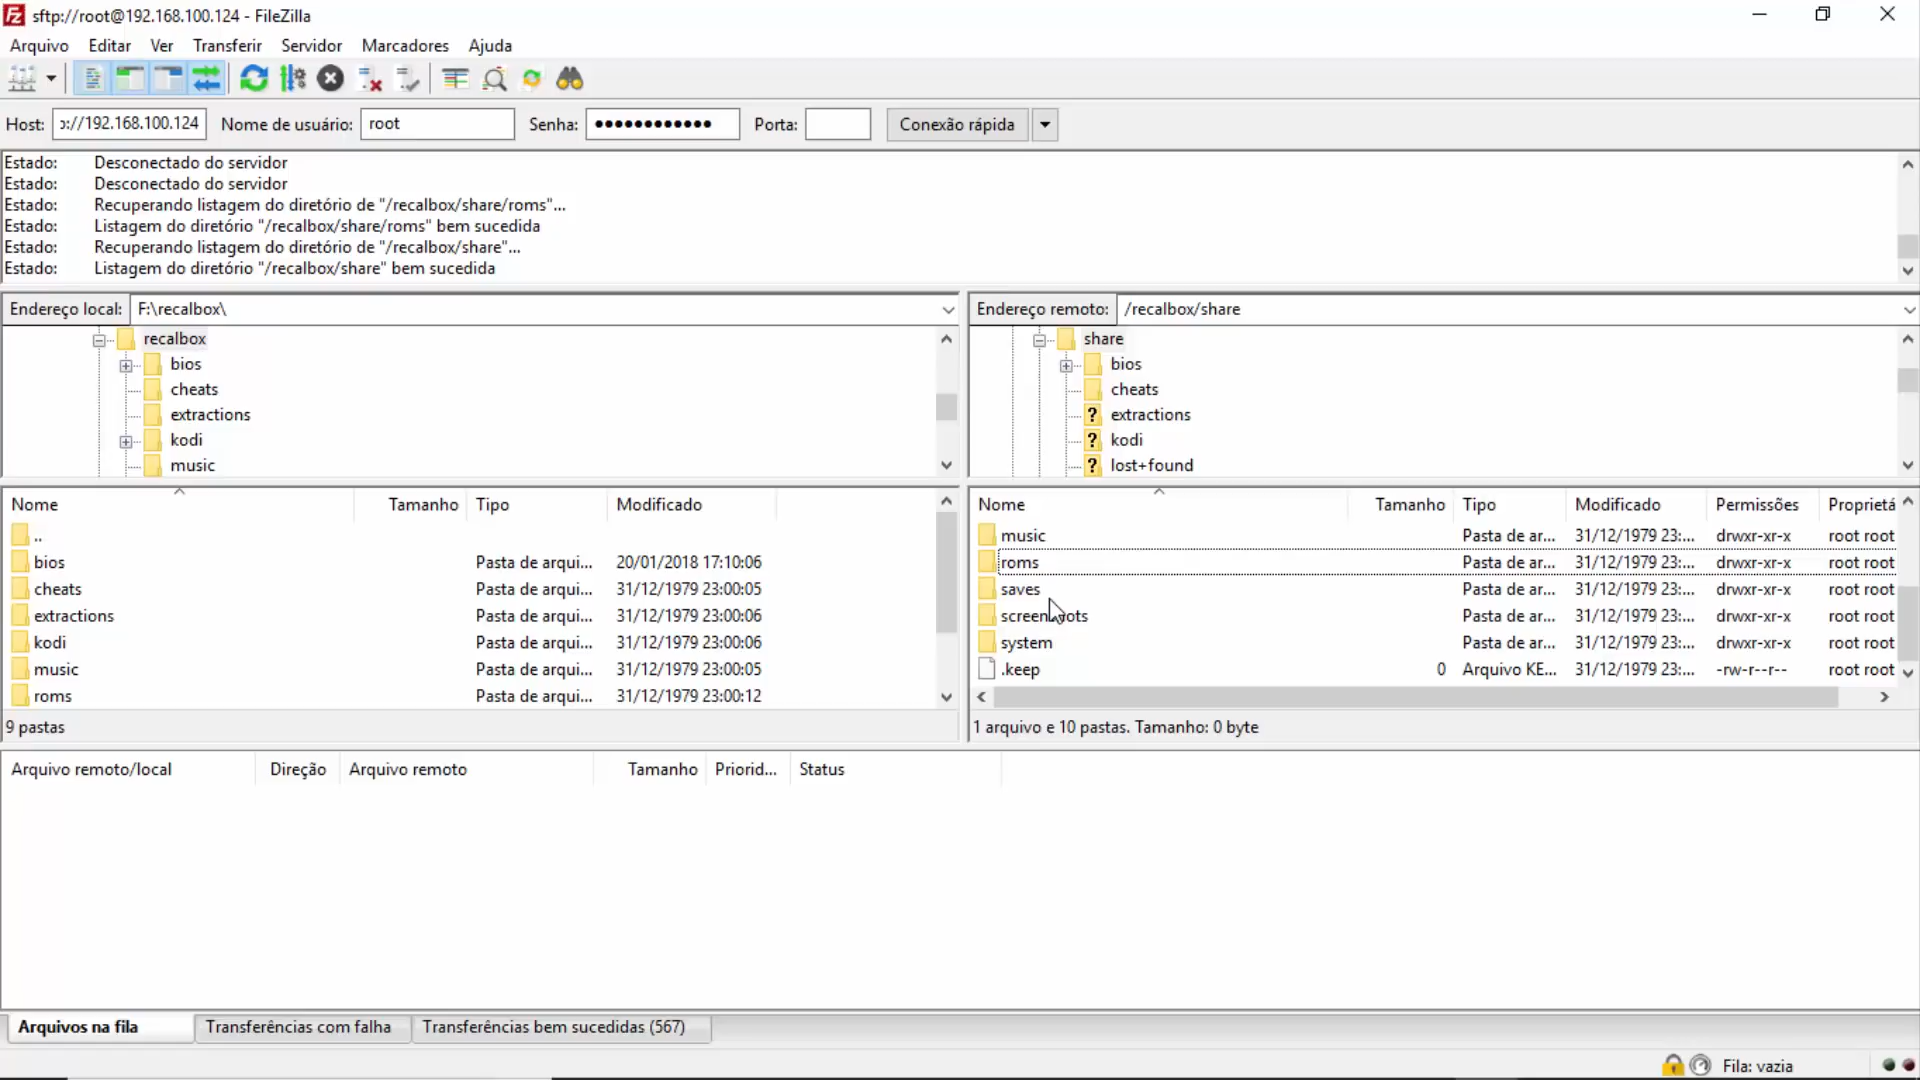 sftp://root@192.168.100.124 - FileZilla
Arquivo Editar Ver Transferir Servidor Marcadores Ajuda
Host: ɔ://192.168.100.124 Nome de usuário: root Senha: ●●●●●●●●●●●● Porta: Conexão rápida
Estado: Desconectado do servidor
Estado: Desconectado do servidor
Estado: Recuperando listagem do diretório de "/recalbox/share/roms"...
Estado: Listagem do diretório "/recalbox/share/roms" bem sucedida
Estado: Recuperando listagem do diretório de "/recalbox/share"...
Estado: Listagem do diretório "/recalbox/share" bem sucedida
Endereço local: F:\recalbox\
recalbox
bios
cheats
extractions
kodi
music
Endereço remoto: /recalbox/share
share
bios
cheats
? extractions
? kodi
? lost+found
Nome Tamanho Tipo Modificado
..
bios Pasta de arqui... 20/01/2018 17:10:06
cheats Pasta de arqui... 31/12/1979 23:00:05
extractions Pasta de arqui... 31/12/1979 23:00:06
kodi Pasta de arqui... 31/12/1979 23:00:06
music Pasta de arqui... 31/12/1979 23:00:05
roms Pasta de arqui... 31/12/1979 23:00:12
9 pastas
Nome Tamanho Tipo Modificado Permissões Proprietá
music Pasta de ar... 31/12/1979 23:... drwxr-xr-x root root
roms Pasta de ar... 31/12/1979 23:... drwxr-xr-x root root
saves Pasta de ar... 31/12/1979 23:... drwxr-xr-x root root
screenshots Pasta de ar... 31/12/1979 23:... drwxr-xr-x root root
system Pasta de ar... 31/12/1979 23:... drwxr-xr-x root root
.keep 0 Arquivo KE... 31/12/1979 23:... -rw-r--r-- root root
1 arquivo e 10 pastas. Tamanho: 0 byte
Arquivo remoto/local Direção Arquivo remoto Tamanho Priorid... Status
Arquivos na fila Transferências com falha Transferências bem sucedidas (567)
Fila: vazia